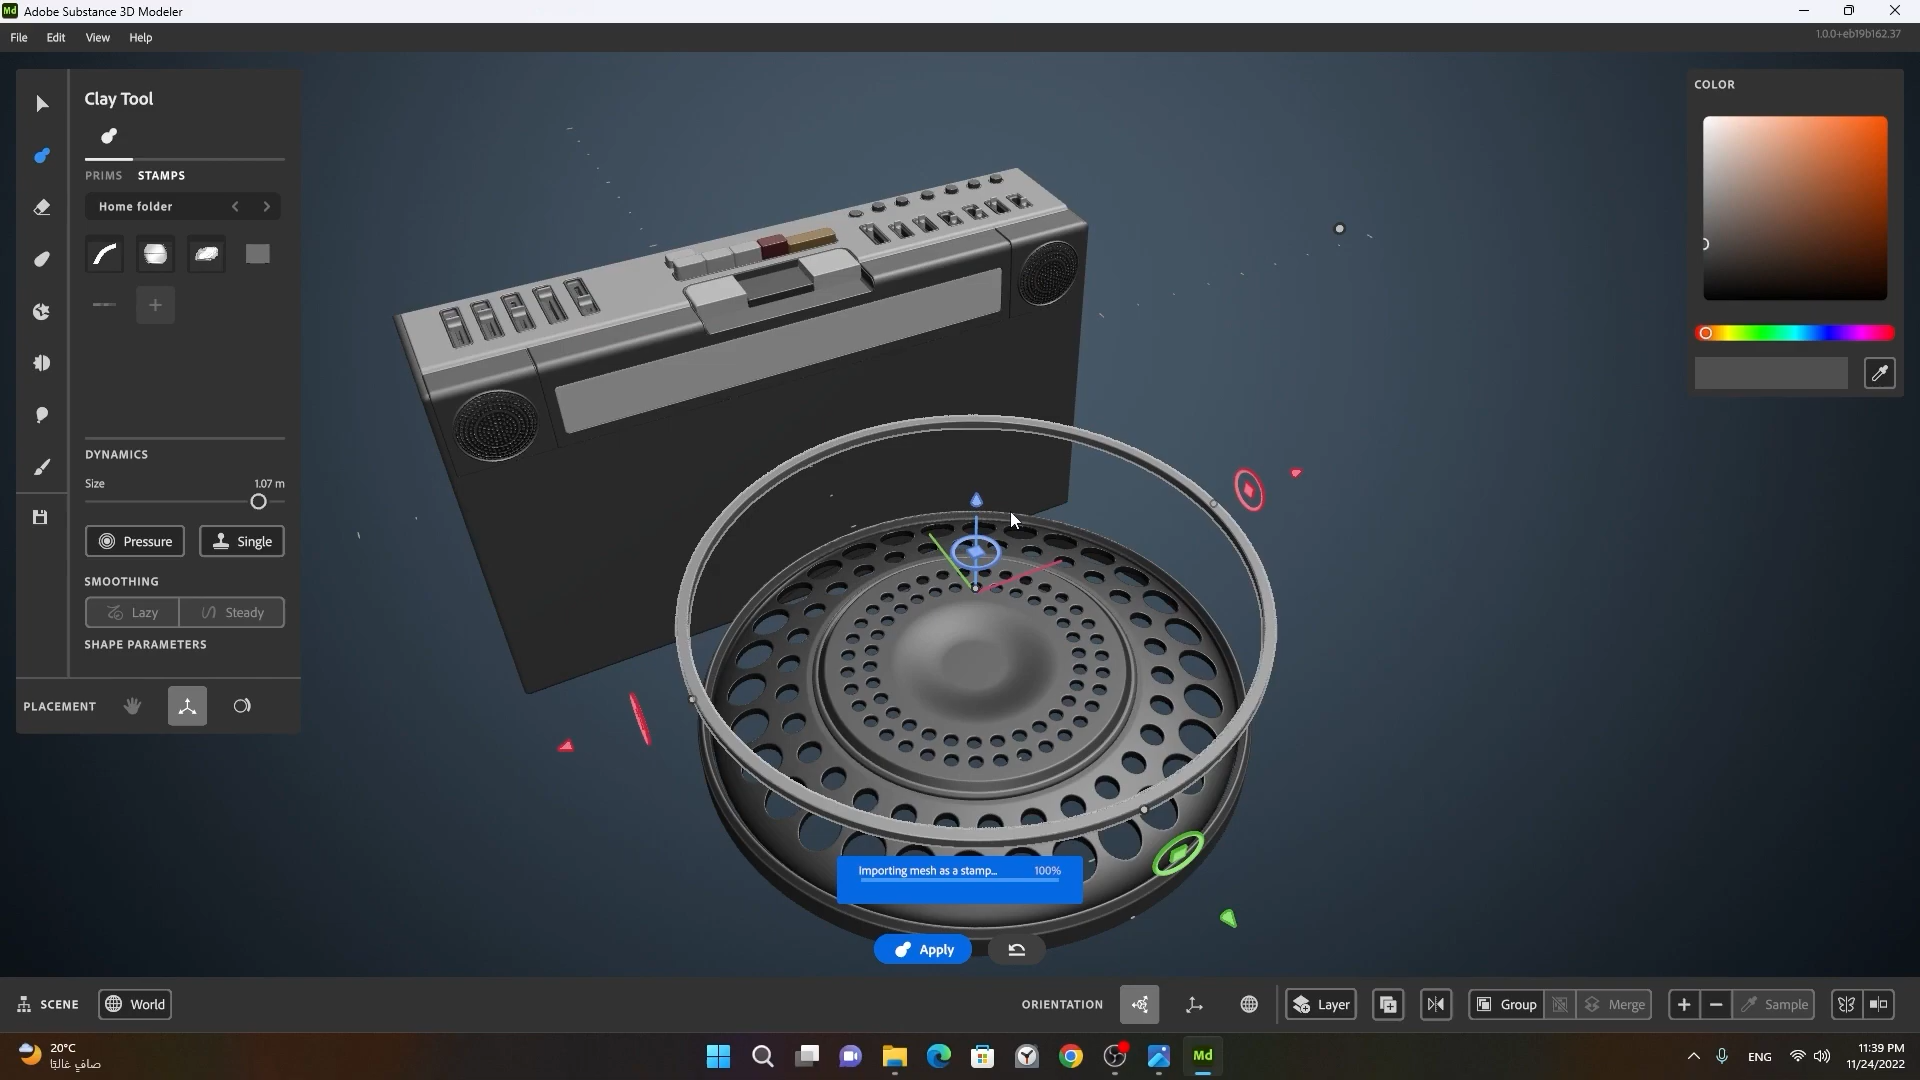 Md Adobe Substance 3D Modeler
File Edit View Help
1.0.0+eb19b162.37
Clay Tool
PRIMS STAMPS
Home folder
DYNAMICS
Size 1.07 m
Pressure Single
SMOOTHING
Lazy Steady
SHAPE PARAMETERS
PLACEMENT
COLOR
Importing mesh as a stamp... 100%
Apply
SCENE World
ORIENTATION Layer Group Merge Sample
20°C
صافٍ غالبًا
Md
ENG
11:39 PM
11/24/2022